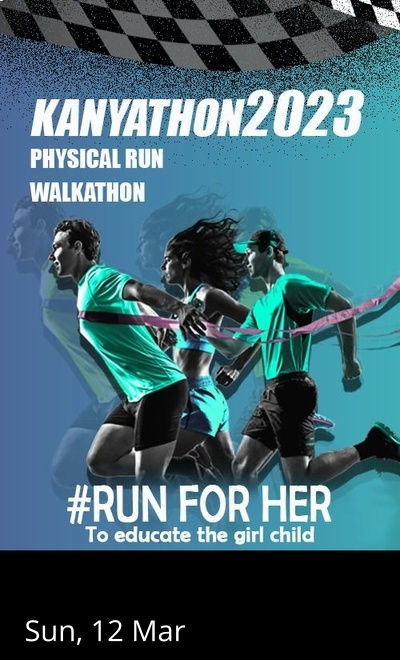 KANYATHON2023
PHYSICAL RUN
WALKATHON
#RUN FOR HER
To educate the girl child
Sun, 12 Mar